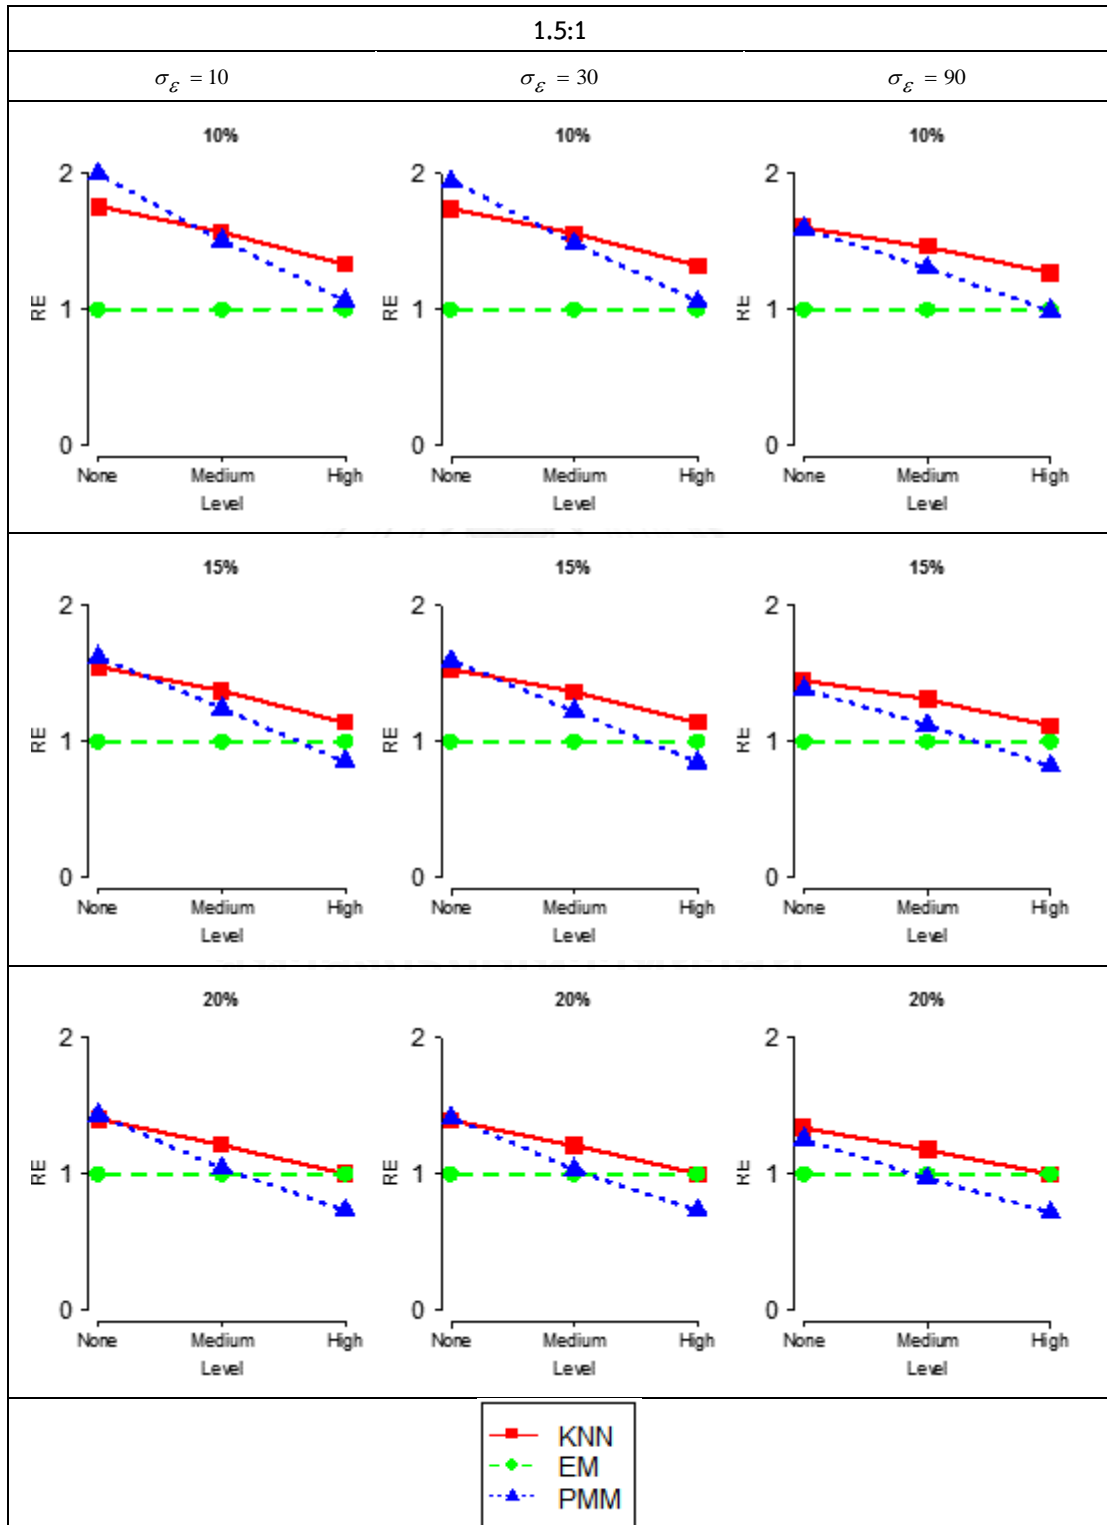 1.5:1
σε = 10
σε = 30
σε = 90
10%
2
1
0
RE
None Medium High
Level
10%
2
1
0
RE
None Medium High
Level
10%
2
1
0
RE
None Medium High
Level
15%
2
1
0
RE
None Medium High
Level
15%
2
1
0
RE
None Medium High
Level
15%
2
1
0
RE
None Medium High
Level
20%
2
1
0
RE
None Medium High
Level
20%
2
1
0
RE
None Medium High
Level
20%
2
1
0
RE
None Medium High
Level
KNN
EM
PMM